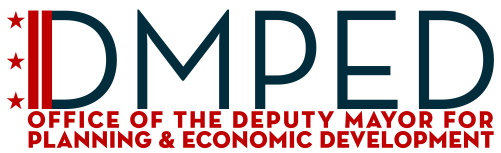 DMPED
OFFICE OF THE DEPUTY MAYOR FOR
PLANNING & ECONOMIC DEVELOPMENT